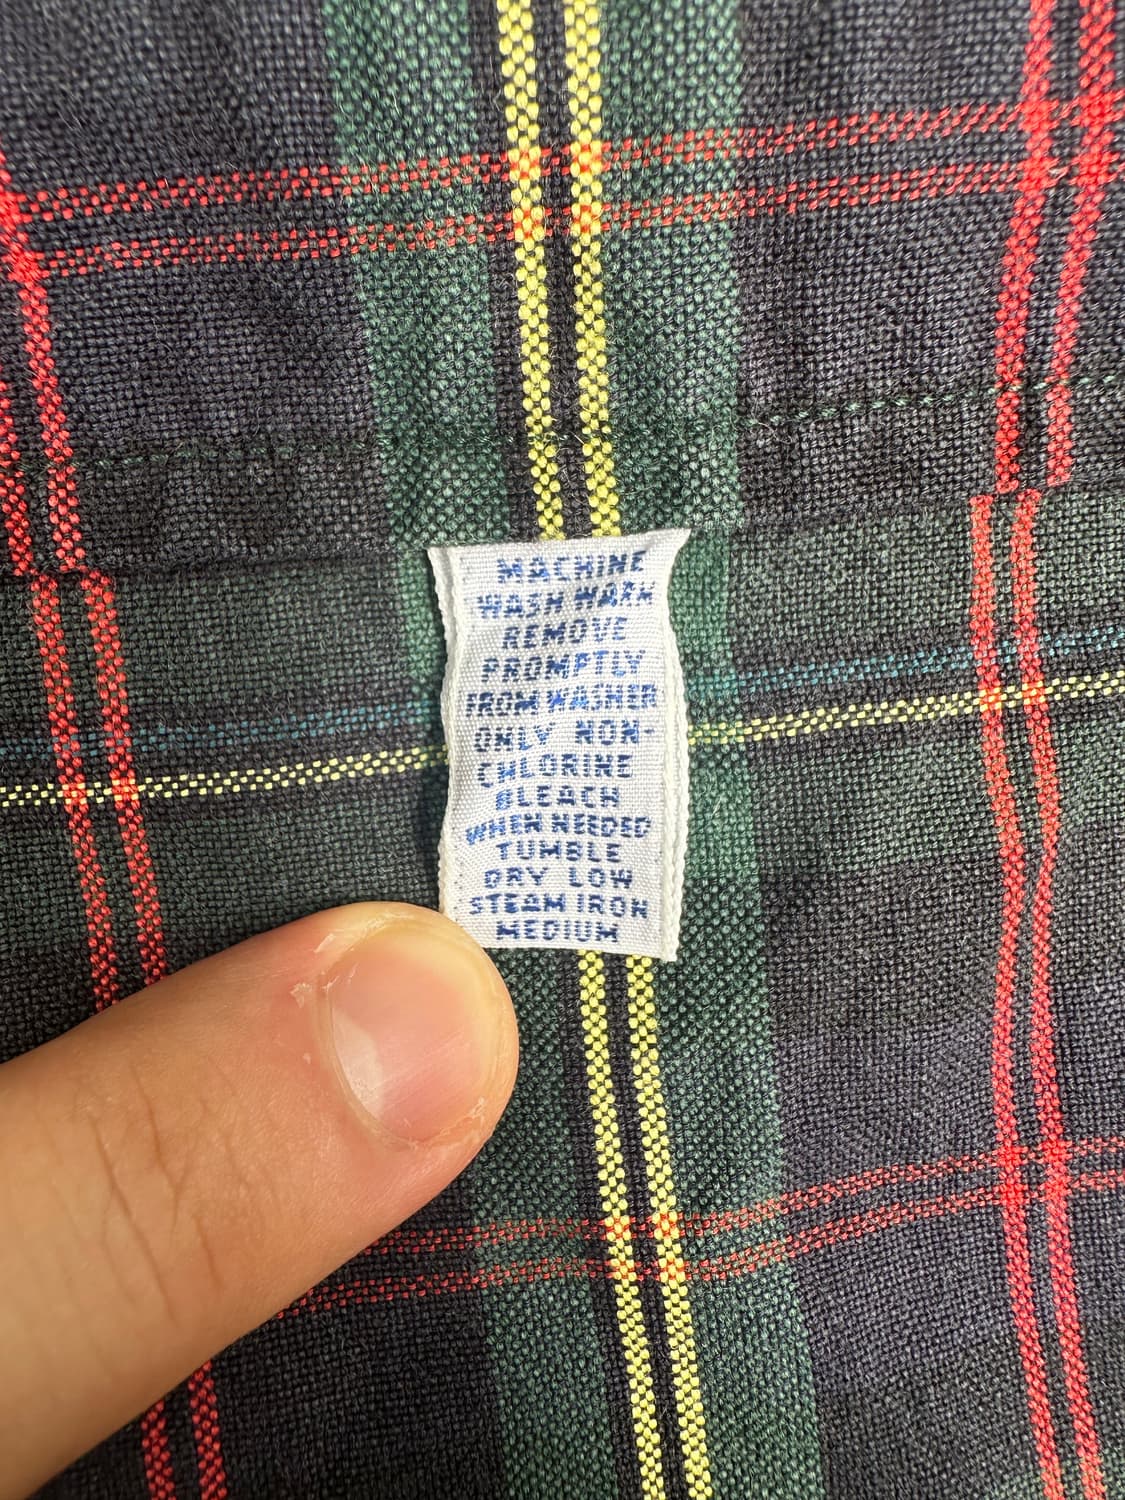 MACHINE
WASH WARM
REMOVE
PROMPTLY
FROM WASHER
ONLY NON-
CHLORINE
BLEACH
WHEN NEEDED
TUMBLE
DRY LOW
STEAM IRON
MEDIUM